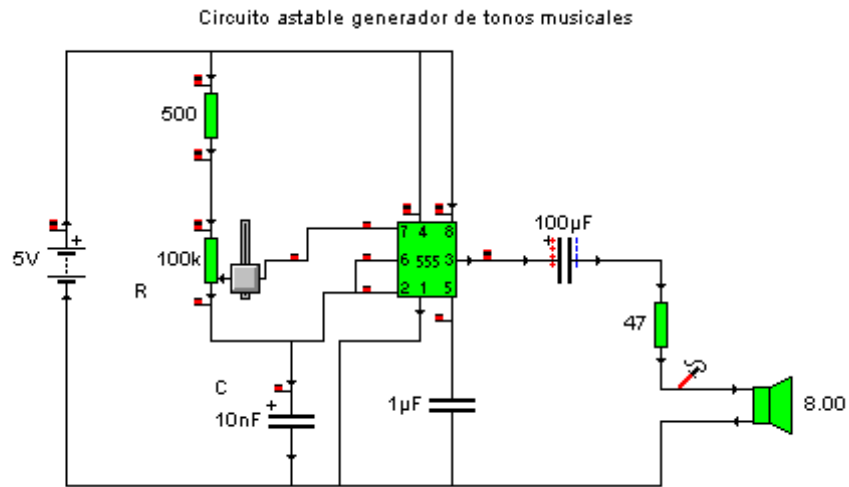 Circuito astable generador de tonos musicales
500
5V
+
100k
R
7 4 8
6 555 3
2 1 5
100µF
+
47
C
+
10nF
1µF
8.00